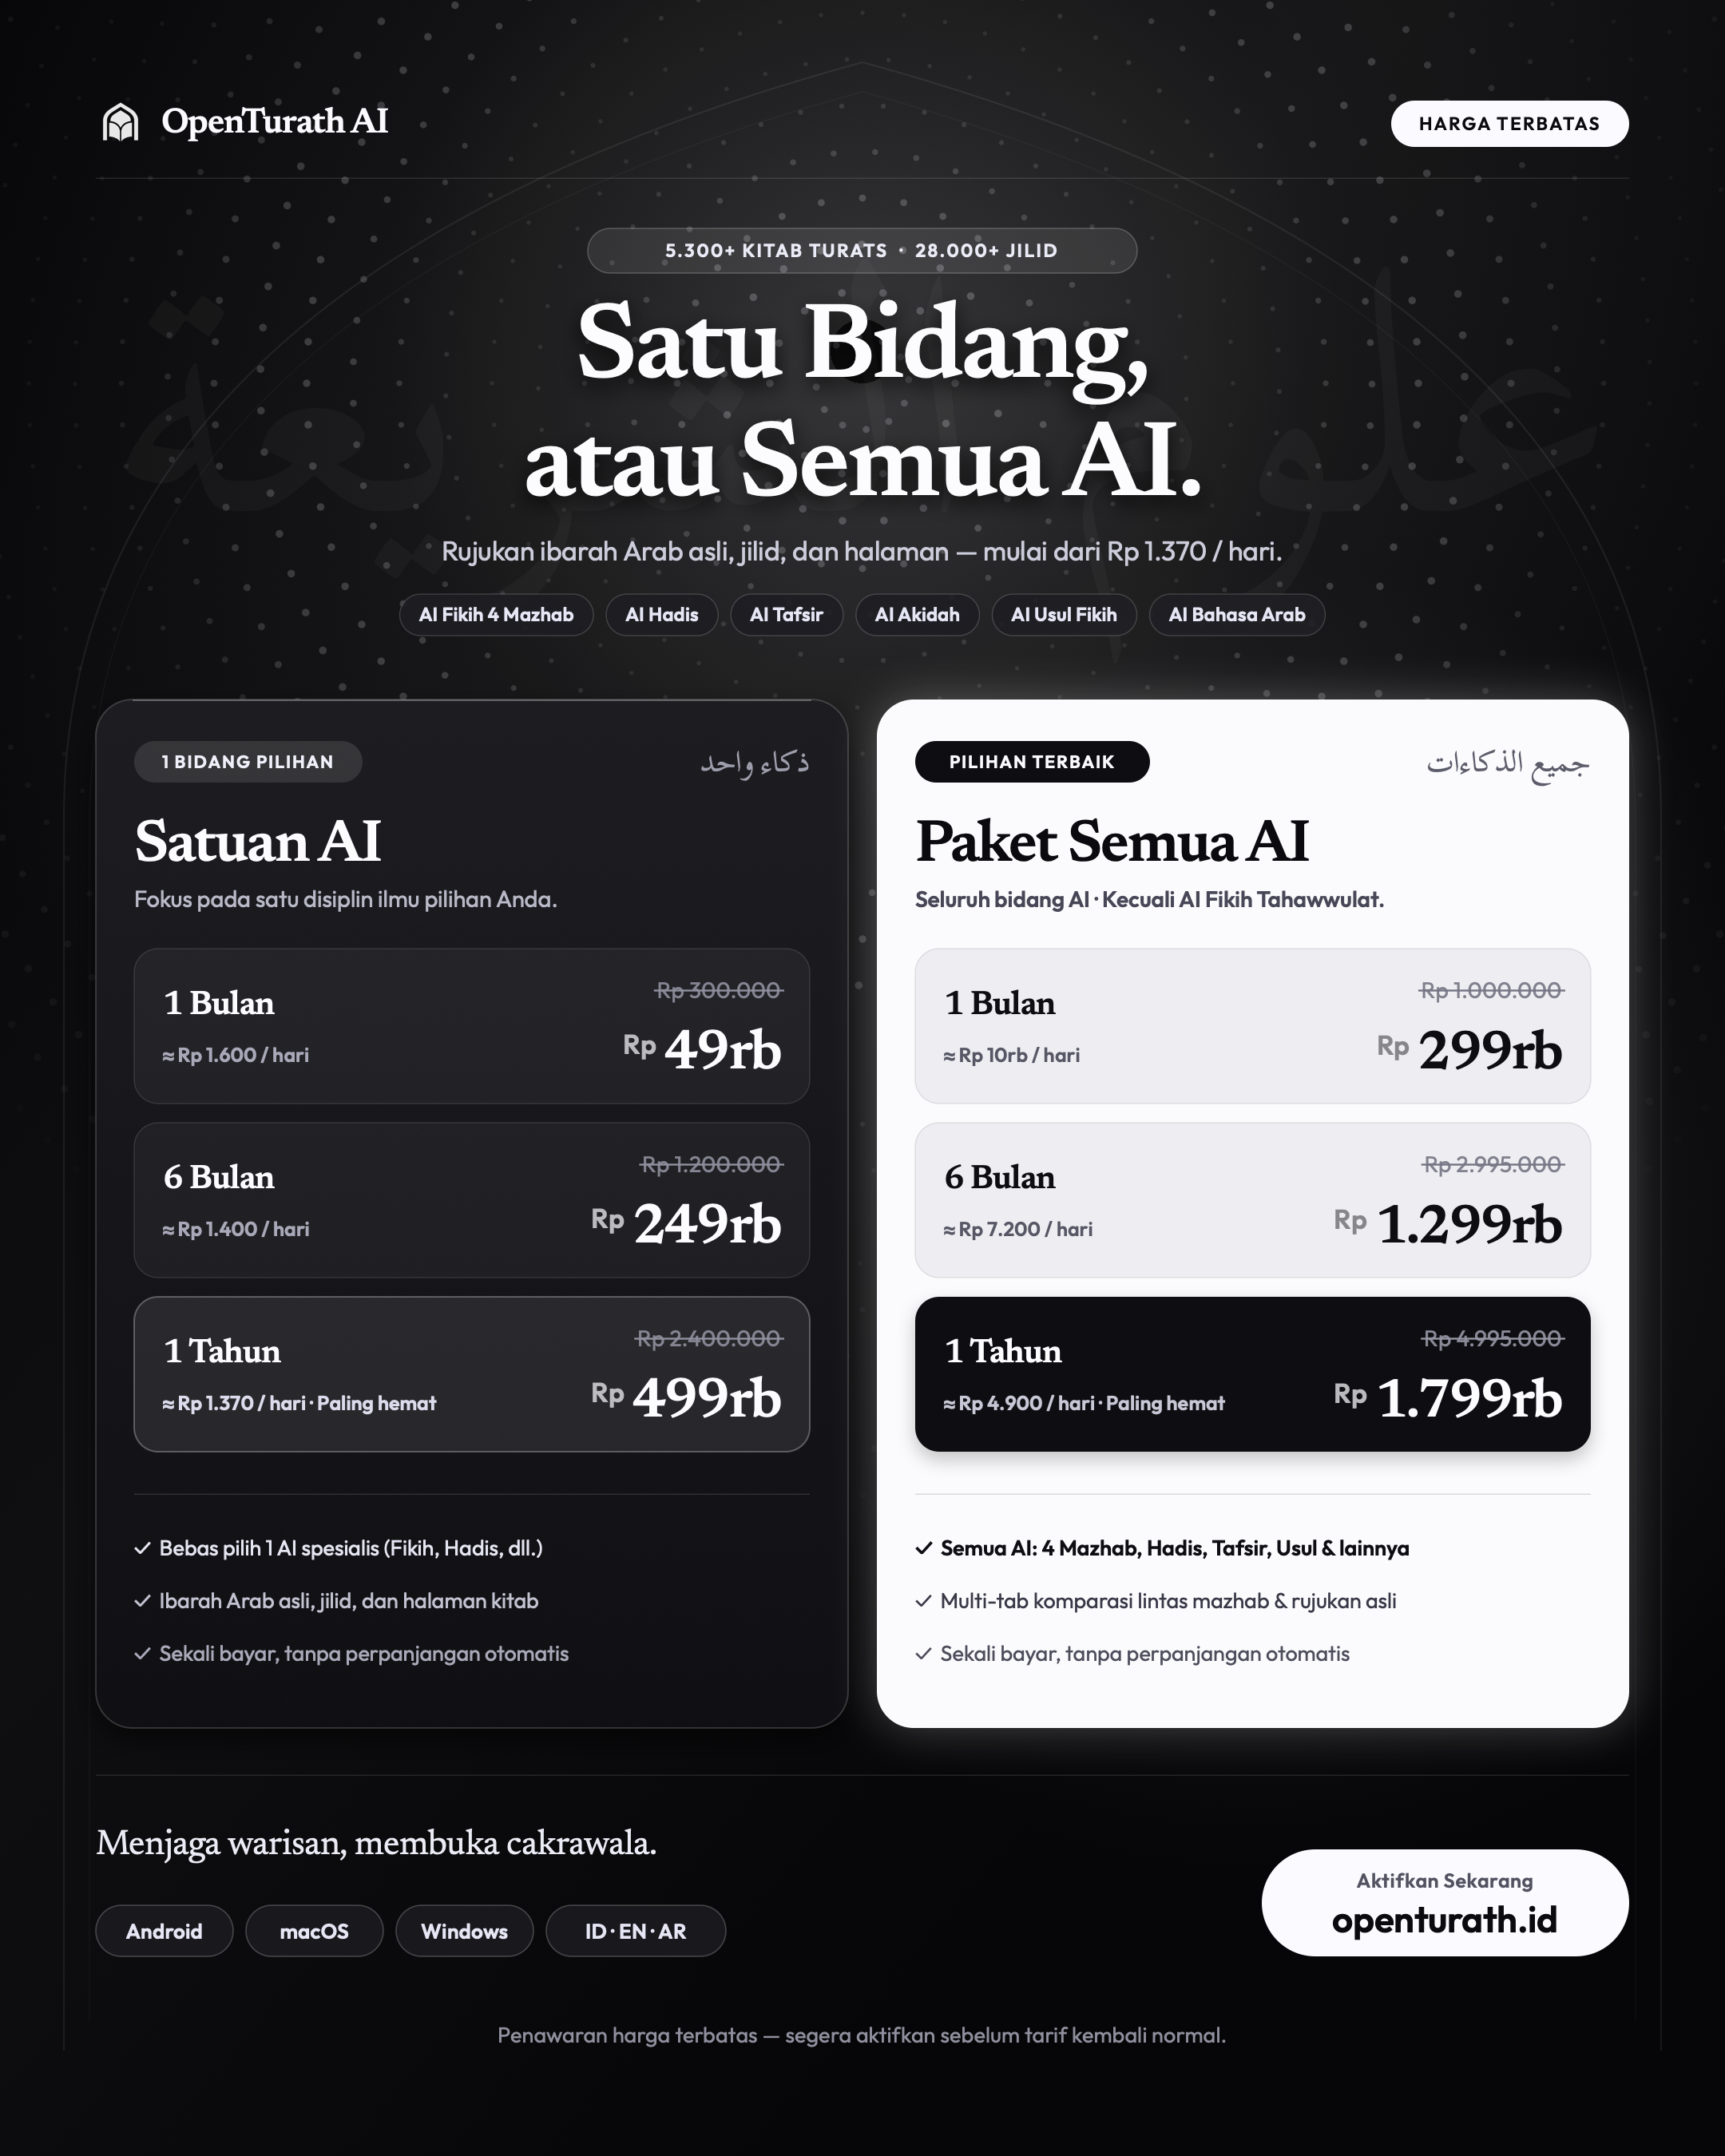 OpenTurath AI
HARGA TERBATAS
5.300+ KITAB TURATS · 28.000+ JILID
علوم الشريعة
Satu Bidang,
atau Semua AI.
Rujukan ibarah Arab asli, jilid, dan halaman — mulai dari Rp 1.370 / hari.
AI Fikih 4 Mazhab
AI Hadis
AI Tafsir
AI Akidah
AI Usul Fikih
AI Bahasa Arab
1 BIDANG PILIHAN
ذكاء واحد
Satuan AI
Fokus pada satu disiplin ilmu pilihan Anda.
1 Bulan
Rp 300.000
≈ Rp 1.600 / hari
Rp 49rb
6 Bulan
Rp 1.200.000
≈ Rp 1.400 / hari
Rp 249rb
1 Tahun
Rp 2.400.000
≈ Rp 1.370 / hari · Paling hemat
Rp 499rb
✓ Bebas pilih 1 AI spesialis (Fikih, Hadis, dll.)
✓ Ibarah Arab asli, jilid, dan halaman kitab
✓ Sekali bayar, tanpa perpanjangan otomatis
PILIHAN TERBAIK
جميع الذكاءات
Paket Semua AI
Seluruh bidang AI · Kecuali AI Fikih Tahawwulat.
1 Bulan
Rp 1.000.000
≈ Rp 10rb / hari
Rp 299rb
6 Bulan
Rp 2.995.000
≈ Rp 7.200 / hari
Rp 1.299rb
1 Tahun
Rp 4.995.000
≈ Rp 4.900 / hari · Paling hemat
Rp 1.799rb
✓ Semua AI: 4 Mazhab, Hadis, Tafsir, Usul & lainnya
✓ Multi-tab komparasi lintas mazhab & rujukan asli
✓ Sekali bayar, tanpa perpanjangan otomatis
Menjaga warisan, membuka cakrawala.
Android
macOS
Windows
ID · EN · AR
Aktifkan Sekarang
openturath.id
Penawaran harga terbatas — segera aktifkan sebelum tarif kembali normal.